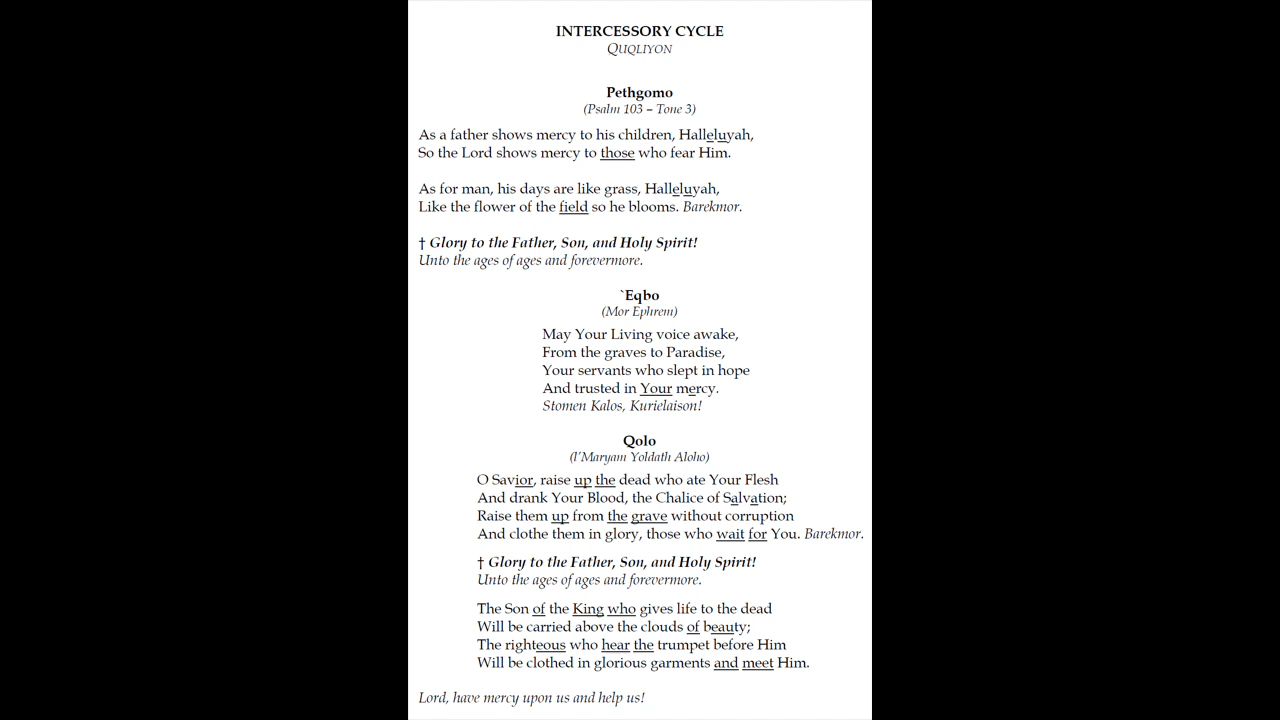 INTERCESSORY CYCLE
QUQLIYON
Pethgomo
(Psalm 103 – Tone 3)
As a father shows mercy to his children, Halleluyah,
So the Lord shows mercy to those who fear Him.
As for man, his days are like grass, Halleluyah,
Like the flower of the field so he blooms. Barekmor.
† Glory to the Father, Son, and Holy Spirit!
Unto the ages of ages and forevermore.
`Eqbo
(Mor Ephrem)
May Your Living voice awake,
From the graves to Paradise,
Your servants who slept in hope
And trusted in Your mercy.
Stomen Kalos, Kurielaison!
Qolo
(l'Maryam Yoldath Aloho)
O Savior, raise up the dead who ate Your Flesh
And drank Your Blood, the Chalice of Salvation;
Raise them up from the grave without corruption
And clothe them in glory, those who wait for You. Barekmor.
† Glory to the Father, Son, and Holy Spirit!
Unto the ages of ages and forevermore.
The Son of the King who gives life to the dead
Will be carried above the clouds of beauty;
The righteous who hear the trumpet before Him
Will be clothed in glorious garments and meet Him.
Lord, have mercy upon us and help us!